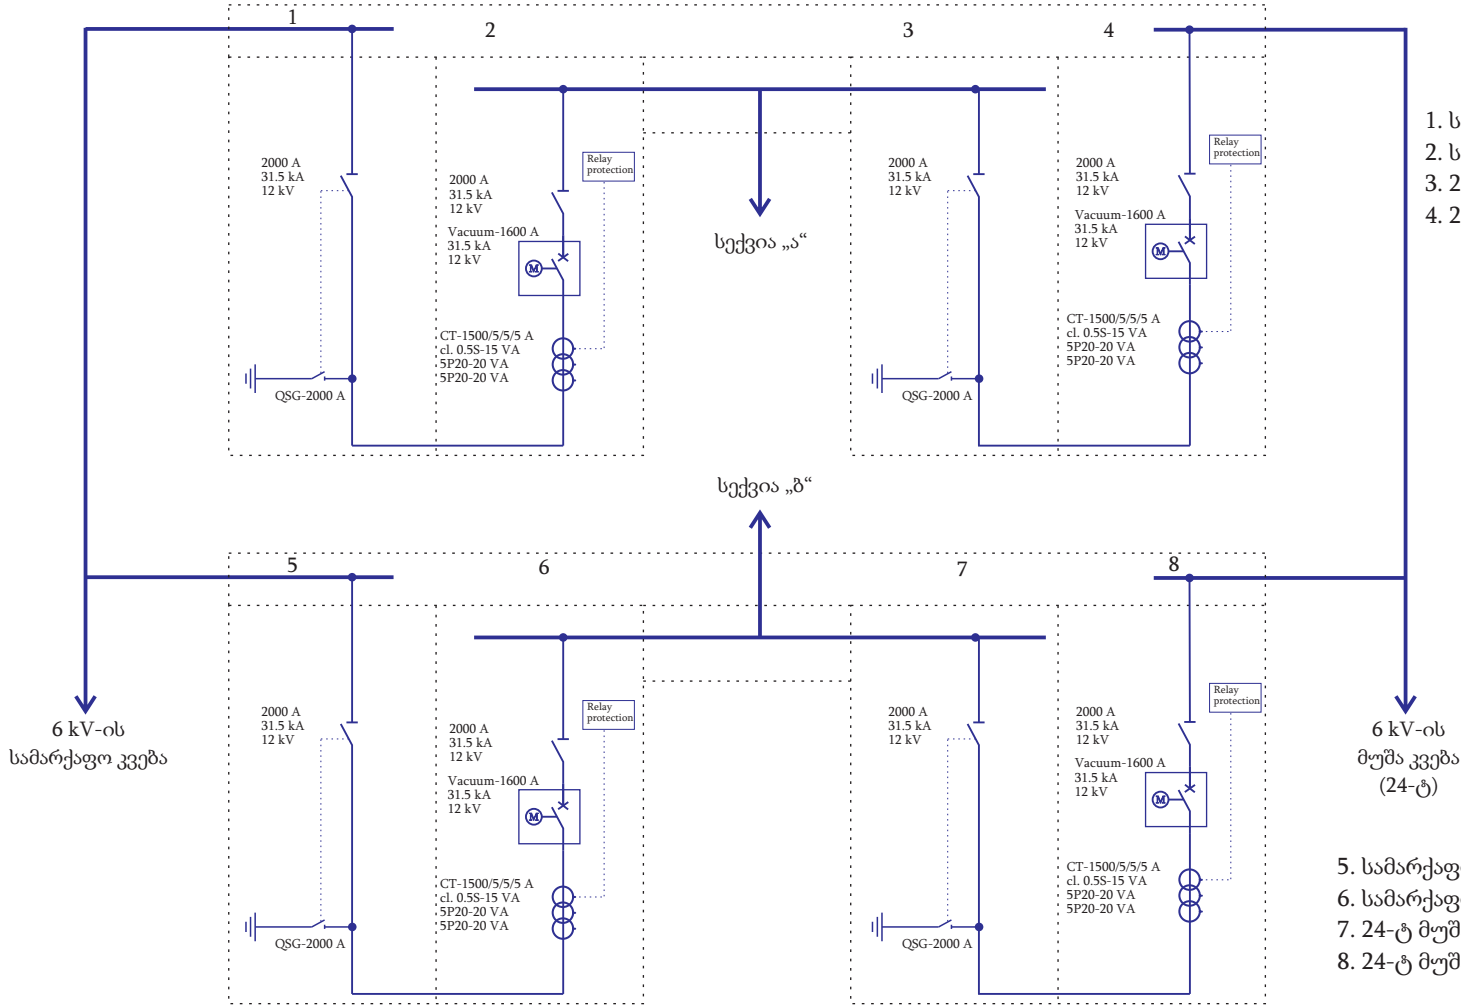 1
2
3
4
2000 A
31.5 kA
12 kV
QSG-2000 A
2000 A
31.5 kA
12 kV
Relay
protection
Vacuum-1600 A
31.5 kA
12 kV
M
CT-1500/5/5/5 A
cl. 0.5S-15 VA
5P20-20 VA
5P20-20 VA
სექვია „ა“
2000 A
31.5 kA
12 kV
QSG-2000 A
2000 A
31.5 kA
12 kV
Relay
protection
Vacuum-1600 A
31.5 kA
12 kV
M
CT-1500/5/5/5 A
cl. 0.5S-15 VA
5P20-20 VA
5P20-20 VA
1. ს
2. ს
3. 2
4. 2
სექვია „ბ“
5
6
7
8
2000 A
31.5 kA
12 kV
QSG-2000 A
2000 A
31.5 kA
12 kV
Relay
protection
Vacuum-1600 A
31.5 kA
12 kV
M
CT-1500/5/5/5 A
cl. 0.5S-15 VA
5P20-20 VA
5P20-20 VA
2000 A
31.5 kA
12 kV
QSG-2000 A
2000 A
31.5 kA
12 kV
Relay
protection
Vacuum-1600 A
31.5 kA
12 kV
M
CT-1500/5/5/5 A
cl. 0.5S-15 VA
5P20-20 VA
5P20-20 VA
6 kV-ის
სამარქაფო კვება
6 kV-ის
მუშა კვება
(24-ტ)
5. სამარქაფ
6. სამარქაფ
7. 24-ტ მუშ
8. 24-ტ მუშ